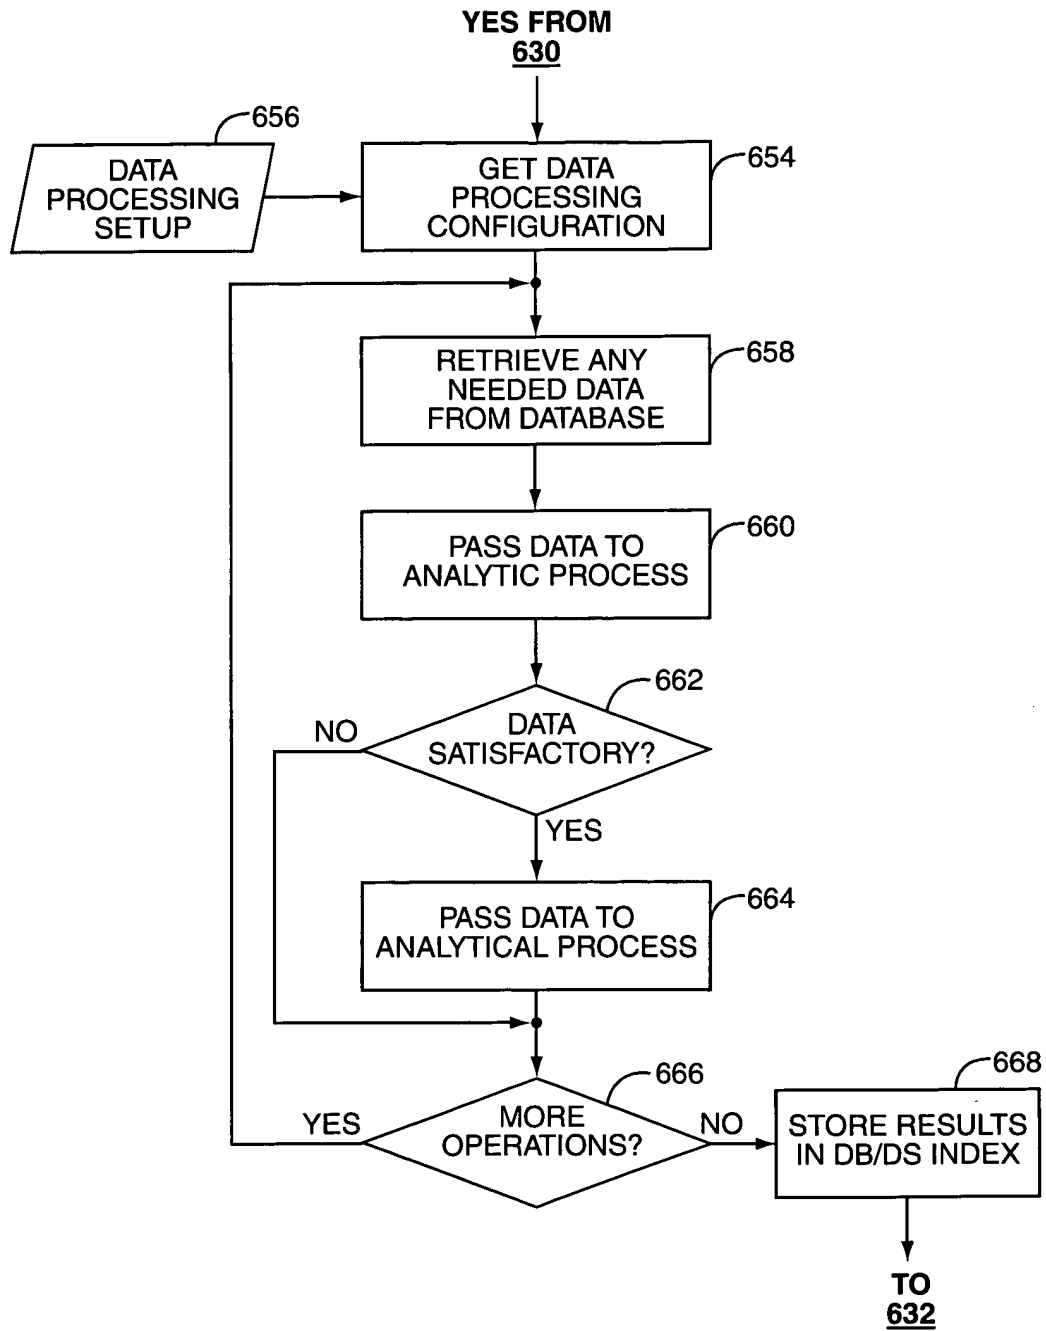 YES FROM
630
656
DATA
PROCESSING
SETUP
GET DATA
PROCESSING
CONFIGURATION
654
RETRIEVE ANY
NEEDED DATA
FROM DATABASE
658
PASS DATA TO
ANALYTIC PROCESS
660
662
DATA
SATISFACTORY?
NO
YES
PASS DATA TO
ANALYTICAL PROCESS
664
666
MORE
OPERATIONS?
YES
NO
668
STORE RESULTS
IN DB/DS INDEX
TO
632